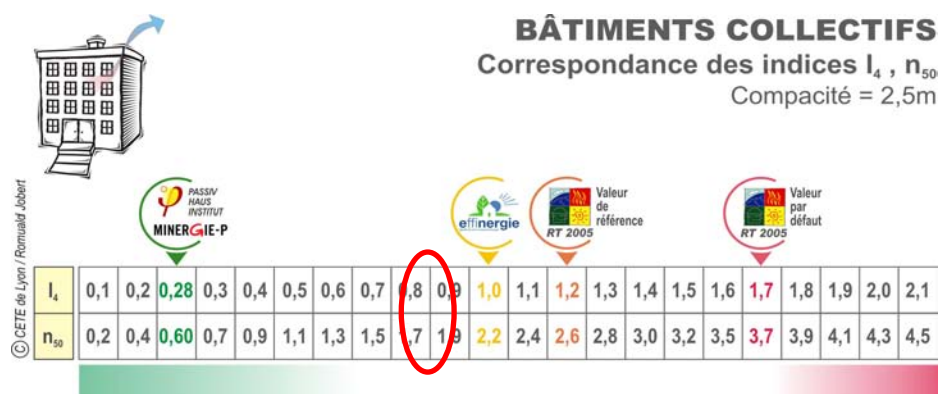 BÂTIMENTS COLLECTIFS
Correspondance des indices I₄ , n₅₀
Compacité = 2,5m
© CETE de Lyon / Romuald Jobert
PASSIV
HAUS
INSTITUT
MINERGIE-P
effinergie
RT 2005
Valeur
de
référence
RT 2005
Valeur
par
défaut
I₄ 0,1 0,2 0,28 0,3 0,4 0,5 0,6 0,7 0,8 0,9 1,0 1,1 1,2 1,3 1,4 1,5 1,6 1,7 1,8 1,9 2,0 2,1
n₅₀ 0,2 0,4 0,60 0,7 0,9 1,1 1,3 1,5 1,7 1,9 2,2 2,4 2,6 2,8 3,0 3,2 3,5 3,7 3,9 4,1 4,3 4,5